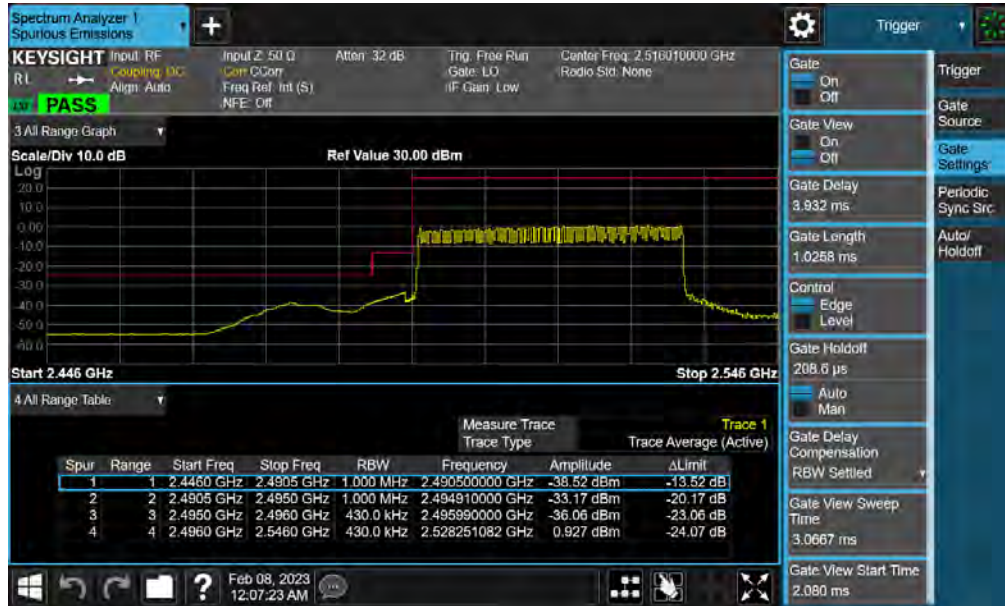 Spectrum Analyzer 1
Spurious Emissions
Trigger
KEYSIGHT
R L
PASS
Input: RF
Coupling: DC
Align: Auto
Input Z: 50 Ω
Corr CCorr
Freq Ref: Int (S)
NFE: Off
Atten: 32 dB
Trig: Free Run
Gate: LO
IF Gain: Low
Center Freq: 2.516010000 GHz
Radio Std: None
3 All Range Graph
Scale/Div 10.0 dB
Ref Value 30.00 dBm
Log
20.0
10.0
0.00
-10.0
-20.0
-30.0
-40.0
-50.0
-60.0
Start 2.446 GHz
Stop 2.546 GHz
4 All Range Table
Measure Trace Trace 1
Trace Type Trace Average (Active)
Spur Range Start Freq Stop Freq RBW Frequency Amplitude ΔLimit
1 1 2.4460 GHz 2.4905 GHz 1.000 MHz 2.490500000 GHz -38.52 dBm -13.52 dB
2 2 2.4905 GHz 2.4950 GHz 1.000 MHz 2.494910000 GHz -33.17 dBm -20.17 dB
3 3 2.4950 GHz 2.4960 GHz 430.0 kHz 2.495990000 GHz -36.06 dBm -23.06 dB
4 4 2.4960 GHz 2.5460 GHz 430.0 kHz 2.528251082 GHz 0.927 dBm -24.07 dB
Feb 08, 2023
12:07:23 AM
Gate
On
Off
Gate View
On
Off
Gate Delay
3.932 ms
Gate Length
1.0258 ms
Control
Edge
Level
Gate Holdoff
208.6 µs
Auto
Man
Gate Delay
Compensation
RBW Settled
Gate View Sweep
Time
3.0667 ms
Gate View Start Time
2.080 ms
Trigger
Gate
Source
Gate
Settings
Periodic
Sync Src
Auto/
Holdoff